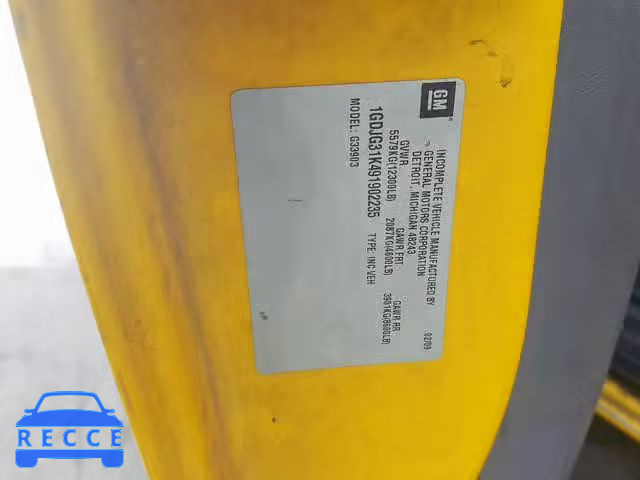 GM
INCOMPLETE VEHICLE MANUFACTURED BY
GENERAL MOTORS CORPORATION
DETROIT, MICHIGAN 48243 02/09
GVWR GAWR FRT GAWR RR
5579KG(12300LB) 2087KG(4600LB) 3901KG(8600LB)
1GDJG31K491902235 TYPE: INC-VEH
MODEL: G33903
RECCE